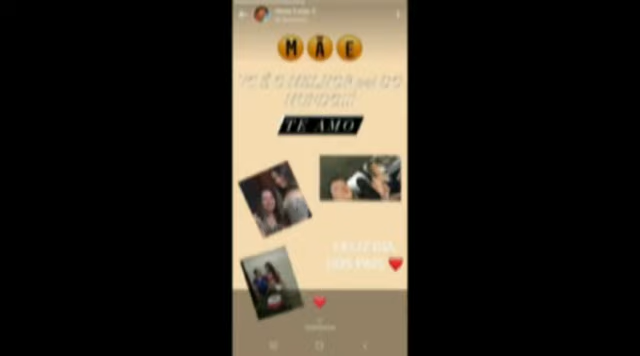 MÃE
VC É O MELHOR pai DO
MUNDO!!!
TE AMO
FELIZ DIA
DOS PAIS ❤️